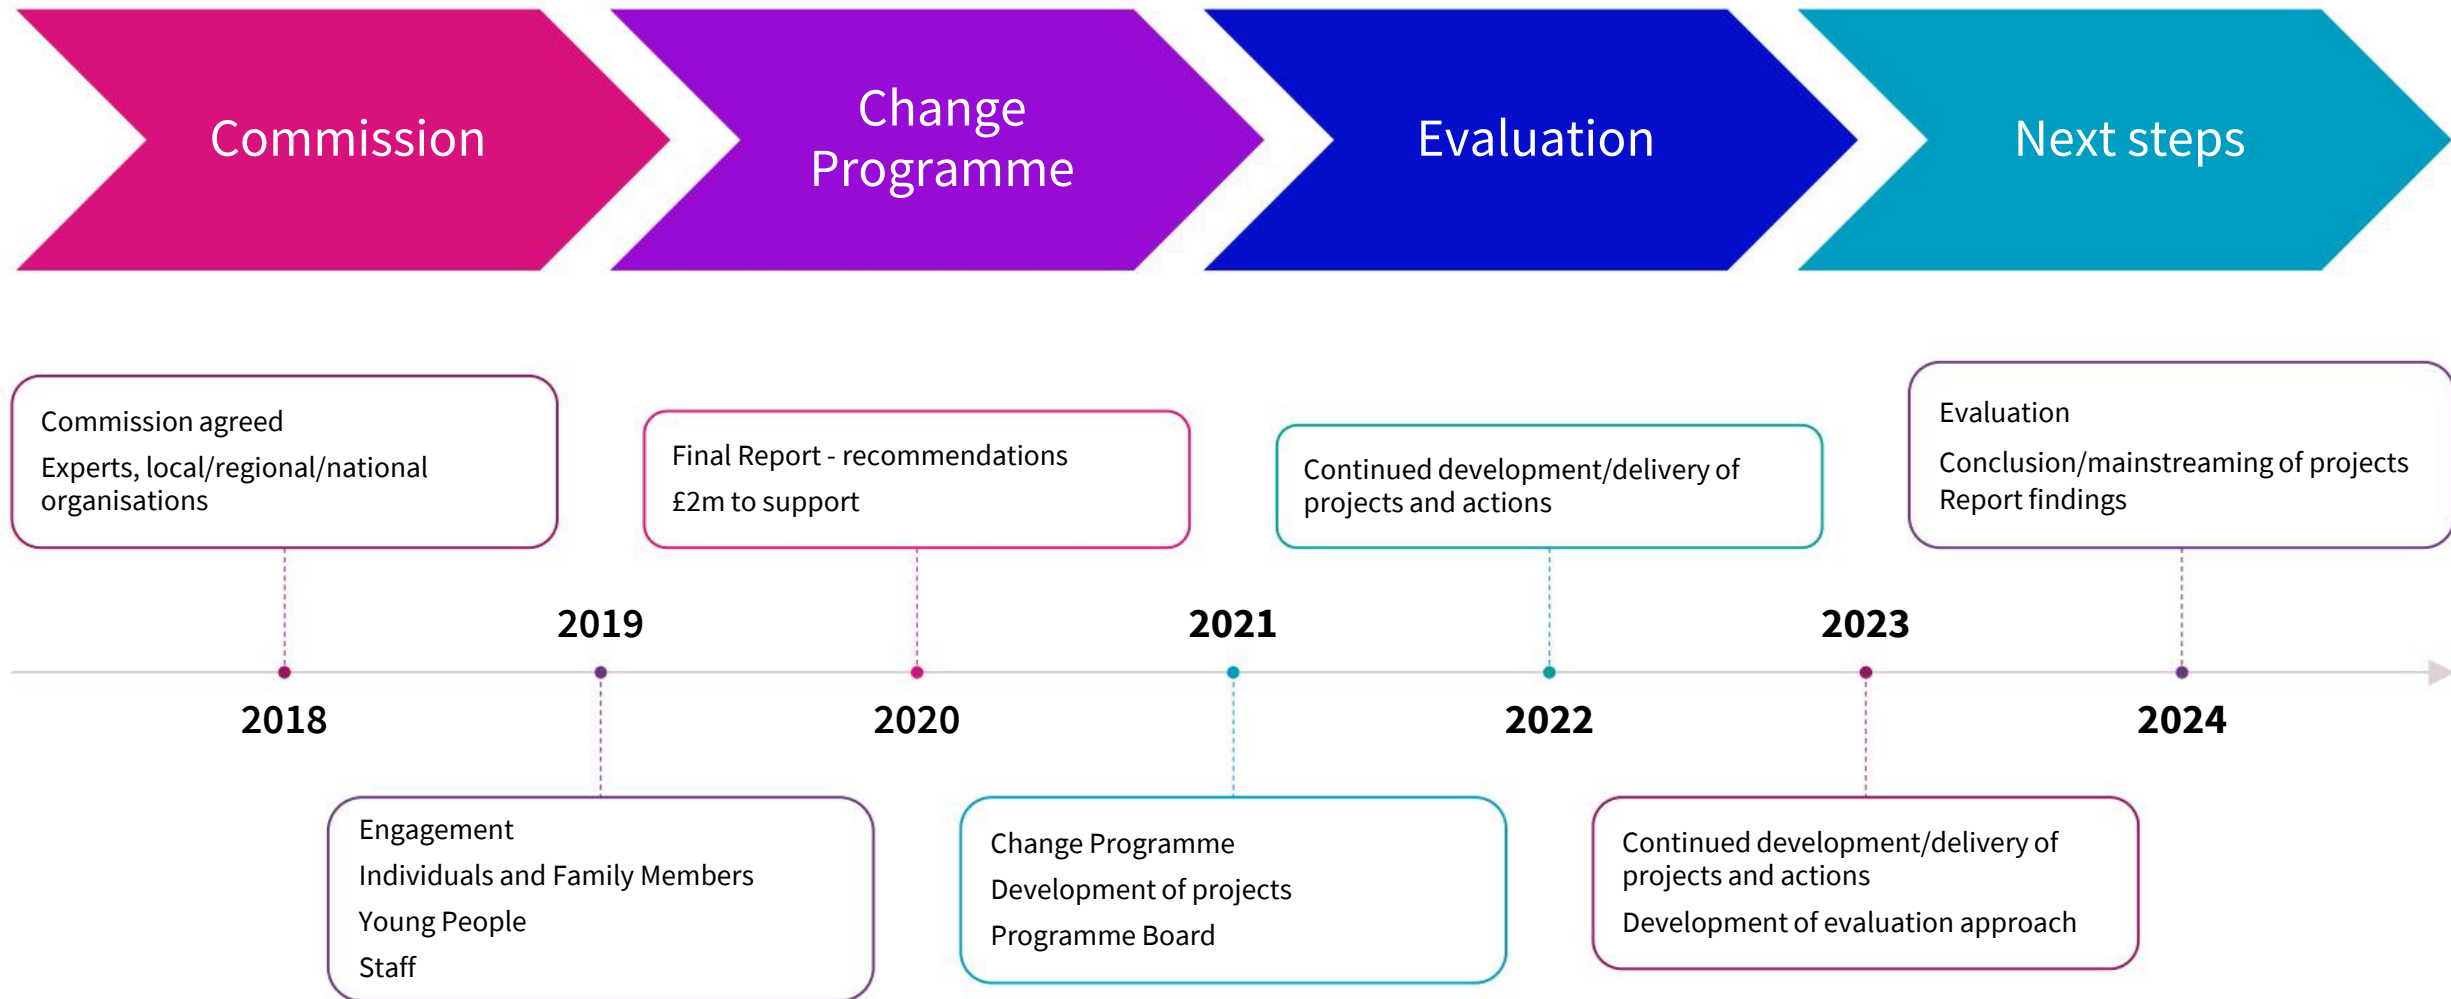 Commission
Change
Programme
Evaluation
Next steps
Commission agreed
Experts, local/regional/national
organisations
Final Report - recommendations
£2m to support
Continued development/delivery of
projects and actions
Evaluation
Conclusion/mainstreaming of projects
Report findings
2019
2021
2023
2018
2020
2022
2024
Engagement
Individuals and Family Members
Young People
Staff
Change Programme
Development of projects
Programme Board
Continued development/delivery of
projects and actions
Development of evaluation approach